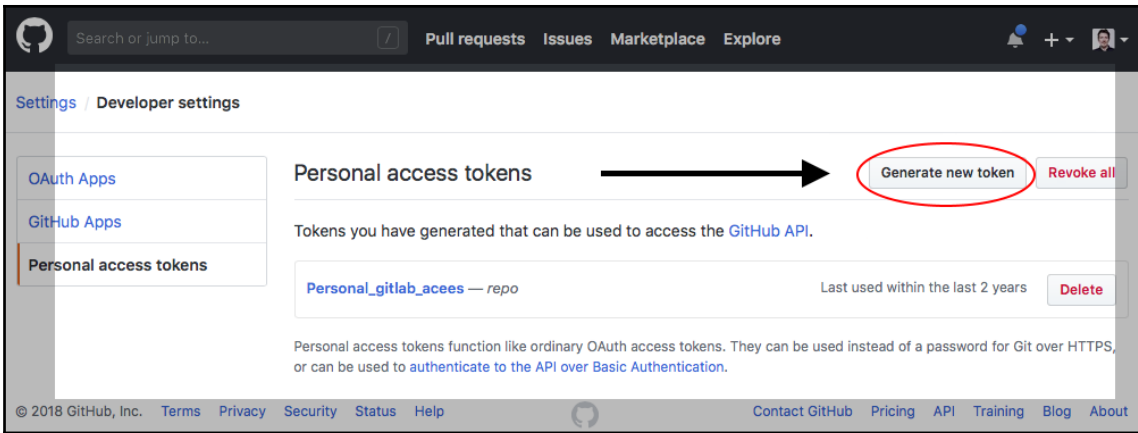 Search or jump to... / Pull requests Issues Marketplace Explore
Settings / Developer settings
OAuth Apps
GitHub Apps
Personal access tokens
Personal access tokens
Generate new token
Revoke all
Tokens you have generated that can be used to access the GitHub API.
Personal_gitlab_acees — repo
Last used within the last 2 years
Delete
Personal access tokens function like ordinary OAuth access tokens. They can be used instead of a password for Git over HTTPS,
or can be used to authenticate to the API over Basic Authentication.
© 2018 GitHub, Inc. Terms Privacy Security Status Help Contact GitHub Pricing API Training Blog About